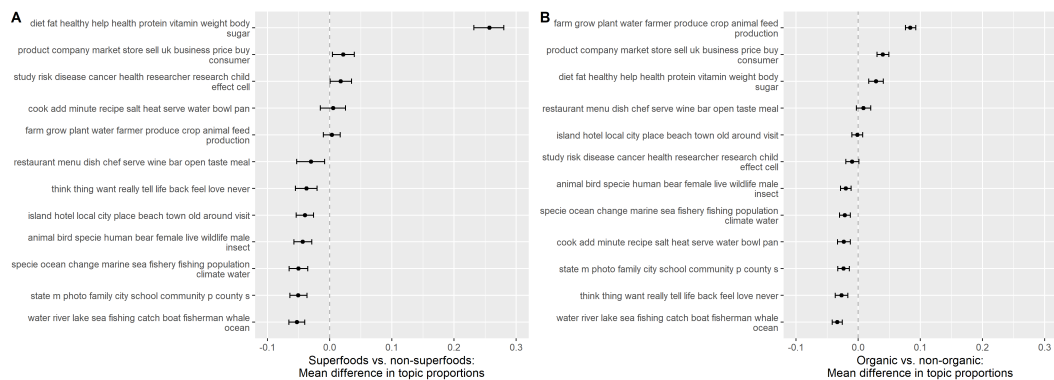 A
diet fat healthy help health protein vitamin weight body
sugar
product company market store sell uk business price buy
consumer
study risk disease cancer health researcher research child
effect cell
cook add minute recipe salt heat serve water bowl pan
farm grow plant water farmer produce crop animal feed
production
restaurant menu dish chef serve wine bar open taste meal
think thing want really tell life back feel love never
island hotel local city place beach town old around visit
animal bird specie human bear female live wildlife male
insect
specie ocean change marine sea fishery fishing population
climate water
state m photo family city school community p county s
water river lake sea fishing catch boat fisherman whale
ocean
-0.1 0.0 0.1 0.2 0.3
Superfoods vs. non-superfoods:
Mean difference in topic proportions
B
farm grow plant water farmer produce crop animal feed
production
product company market store sell uk business price buy
consumer
diet fat healthy help health protein vitamin weight body
sugar
restaurant menu dish chef serve wine bar open taste meal
island hotel local city place beach town old around visit
study risk disease cancer health researcher research child
effect cell
animal bird specie human bear female live wildlife male
insect
specie ocean change marine sea fishery fishing population
climate water
cook add minute recipe salt heat serve water bowl pan
state m photo family city school community p county s
think thing want really tell life back feel love never
water river lake sea fishing catch boat fisherman whale
ocean
-0.1 0.0 0.1 0.2 0.3
Organic vs. non-organic:
Mean difference in topic proportions